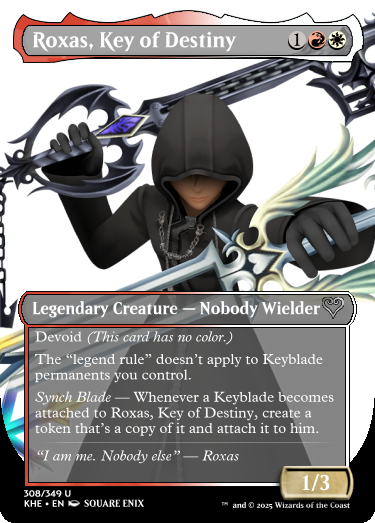 Roxas, Key of Destiny 1
Legendary Creature — Nobody Wielder
Devoid (This card has no color.)
The “legend rule” doesn’t apply to Keyblade
permanents you control.
Synch Blade — Whenever a Keyblade becomes
attached to Roxas, Key of Destiny, create a
token that’s a copy of it and attach it to him.
“I am me. Nobody else” — Roxas
1/3
308/349 U
KHE • EN SQUARE ENIX
™ and © 2025 Wizards of the Coast